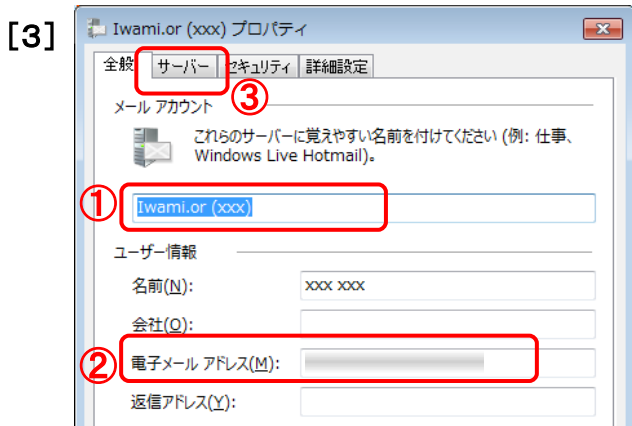 [3]
Iwami.or (xxx) プロパティ
全般 サーバー セキュリティ 詳細設定
③
メール アカウント
これらのサーバーに覚えやすい名前を付けてください (例: 仕事、
Windows Live Hotmail)。
①
Iwami.or (xxx)
ユーザー情報
名前(N): xxx xxx
会社(O):
② 電子メール アドレス(M):
返信アドレス(Y):